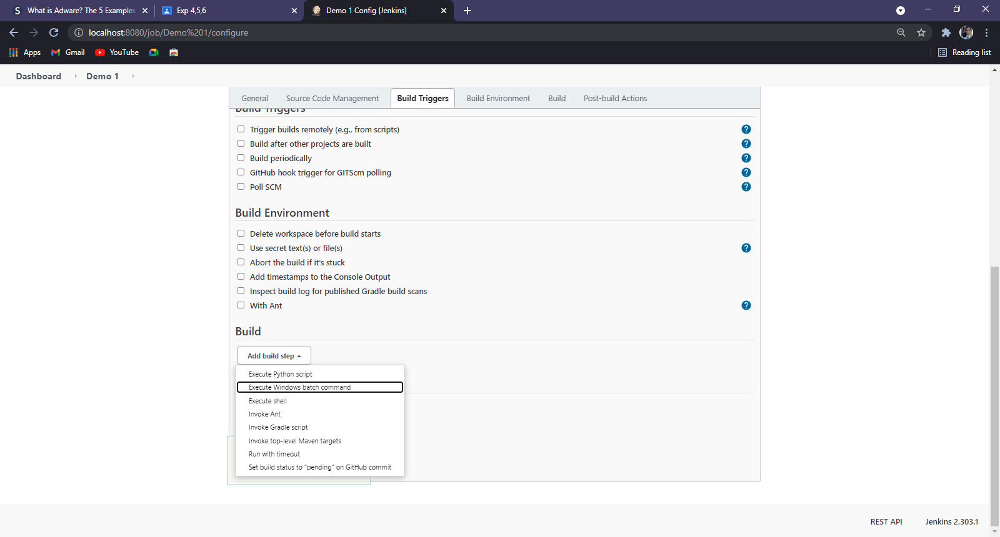 S What is Adware? The 5 Examples
Exp 4,5,6
Demo 1 Config [Jenkins]
localhost:8080/job/Demo%201/configure
Apps
Gmail
YouTube
Reading list
Dashboard
Demo 1
General
Source Code Management
Build Triggers
Build Environment
Build
Post-build Actions
Build Triggers
Trigger builds remotely (e.g., from scripts)
?
Build after other projects are built
?
Build periodically
?
GitHub hook trigger for GITScm polling
?
Poll SCM
?
Build Environment
Delete workspace before build starts
Use secret text(s) or file(s)
?
Abort the build if it's stuck
Add timestamps to the Console Output
Inspect build log for published Gradle build scans
With Ant
?
Build
Add build step
Execute Python script
Execute Windows batch command
Execute shell
Invoke Ant
Invoke Gradle script
Invoke top-level Maven targets
Run with timeout
Set build status to "pending" on GitHub commit
REST API
Jenkins 2.303.1